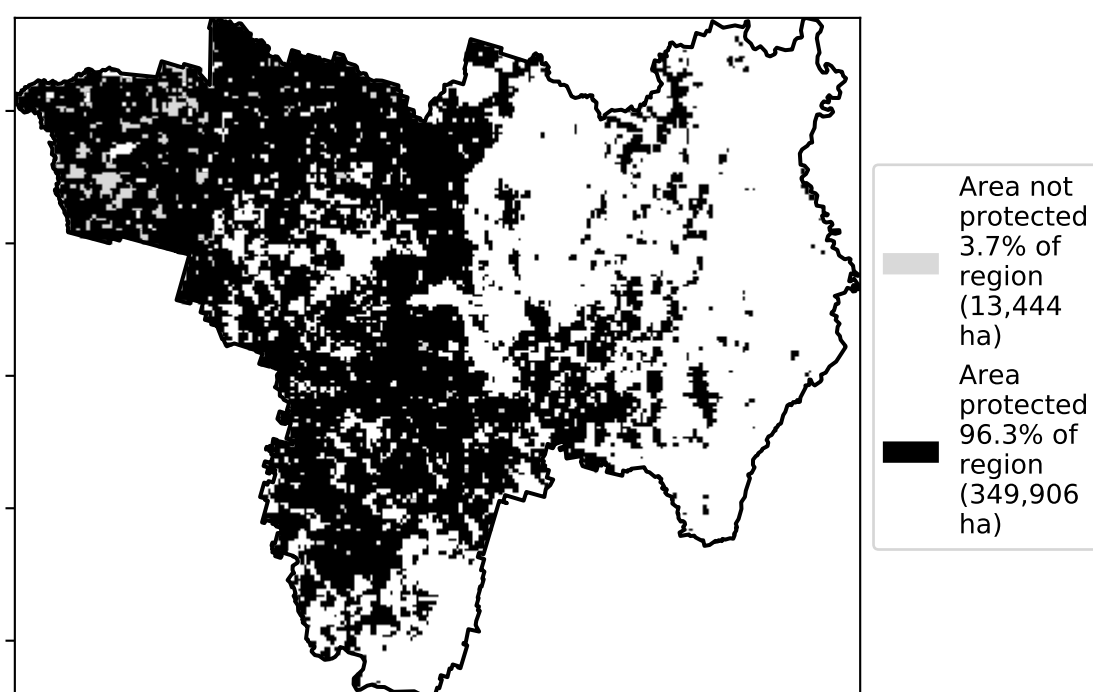 Area not
protected
3.7% of
region
(13,444
ha)
Area
protected
96.3% of
region
(349,906
ha)